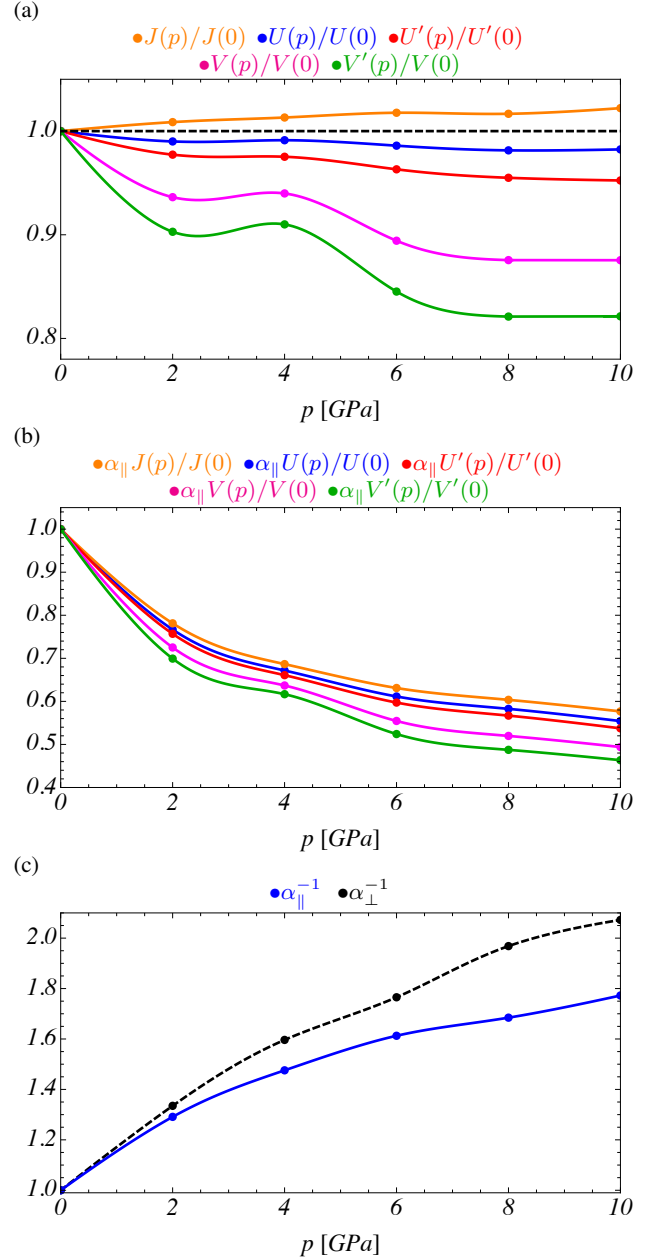 (a)
●J(p)/J(0) ●U(p)/U(0) ●U′(p)/U′(0)
●V(p)/V(0) ●V′(p)/V(0)
1.0
0.9
0.8
0 2 4 6 8 10
p [GPa]
(b)
●α∥J(p)/J(0) ●α∥U(p)/U(0) ●α∥U′(p)/U′(0)
●α∥V(p)/V(0) ●α∥V′(p)/V′(0)
1.0
0.9
0.8
0.7
0.6
0.5
0.4
0 2 4 6 8 10
p [GPa]
(c)
●α∥⁻¹ ●α⊥⁻¹
2.0
1.8
1.6
1.4
1.2
1.0
0 2 4 6 8 10
p [GPa]